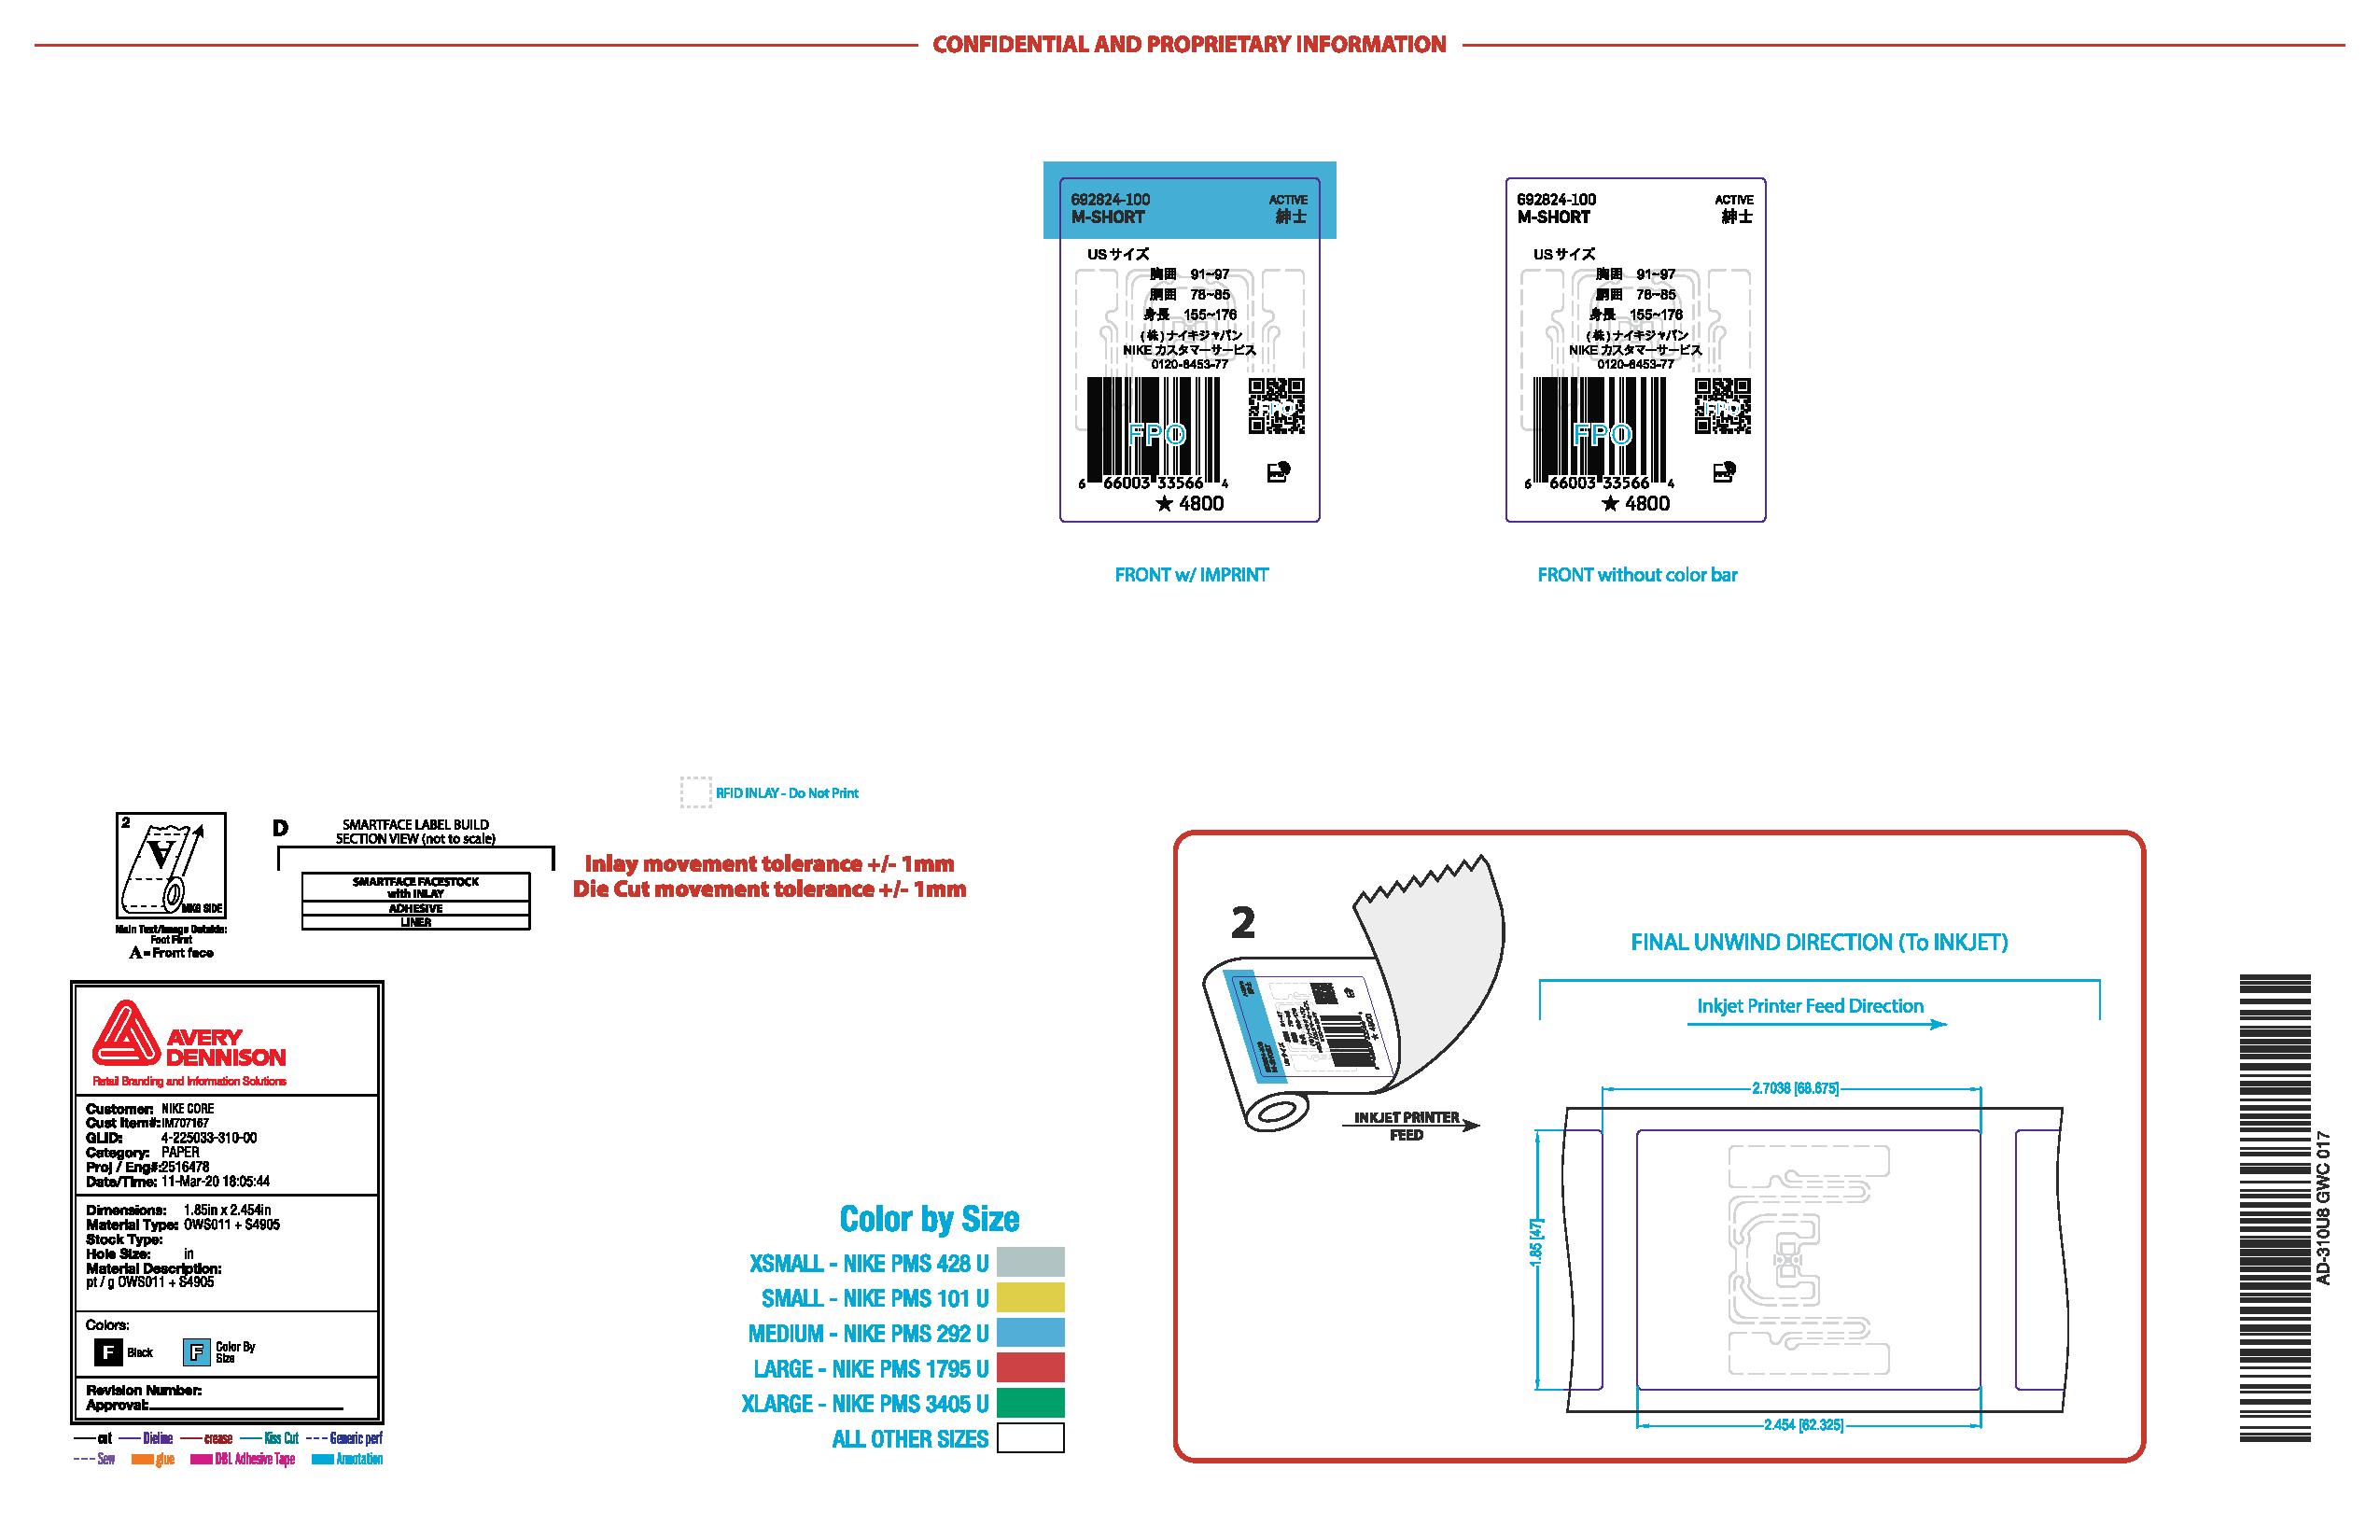 CONFIDENTIAL AND PROPRIETARY INFORMATION
692824-100 ACTIVE
M-SHORT 紳士
US サイズ
胸囲 91~97
胴囲 78~85
身長 155~176
(株)ナイキジャパン
NIKE カスタマーサービス
0120-6453-77
FPO
FPO
6 66003 33566 4
★ 4800
FRONT w/ IMPRINT
692824-100 ACTIVE
M-SHORT 紳士
US サイズ
胸囲 91~97
胴囲 78~85
身長 155~176
(株)ナイキジャパン
NIKE カスタマーサービス
0120-6453-77
FPO
FPO
6 66003 33566 4
★ 4800
FRONT without color bar
RFID INLAY - Do Not Print
2
A
MKG SIDE
Main Text/Image Outside:
Foot First
A = Front face
D
SMARTFACE LABEL BUILD
SECTION VIEW (not to scale)
SMARTFACE FACESTOCK
with INLAY
ADHESIVE
LINER
Inlay movement tolerance +/- 1mm
Die Cut movement tolerance +/- 1mm
AVERY
DENNISON
Retail Branding and Information Solutions
Customer: NIKE CORE
Cust Item#: IM707167
GLID: 4-225033-310-00
Category: PAPER
Proj / Eng#:2516478
Date/Time: 11-Mar-20 18:05:44
Dimensions: 1.85in x 2.454in
Material Type: OWS011 + S4905
Stock Type:
Hole Size: in
Material Description:
pt / g OWS011 + S4905
Colors:
F Black
F Color By
Size
Revision Number:
Approval:
cut Dieline crease Kiss Cut Generic perf
Sew glue DBL Adhesive Tape Annotation
Color by Size
XSMALL - NIKE PMS 428 U
SMALL - NIKE PMS 101 U
MEDIUM - NIKE PMS 292 U
LARGE - NIKE PMS 1795 U
XLARGE - NIKE PMS 3405 U
ALL OTHER SIZES
2
★ 4800
INKJET PRINTER
FEED
FINAL UNWIND DIRECTION (To INKJET)
Inkjet Printer Feed Direction
2.7038 [68.675]
1.85 [47]
2.454 [62.325]
AD-310U8 GWC 017